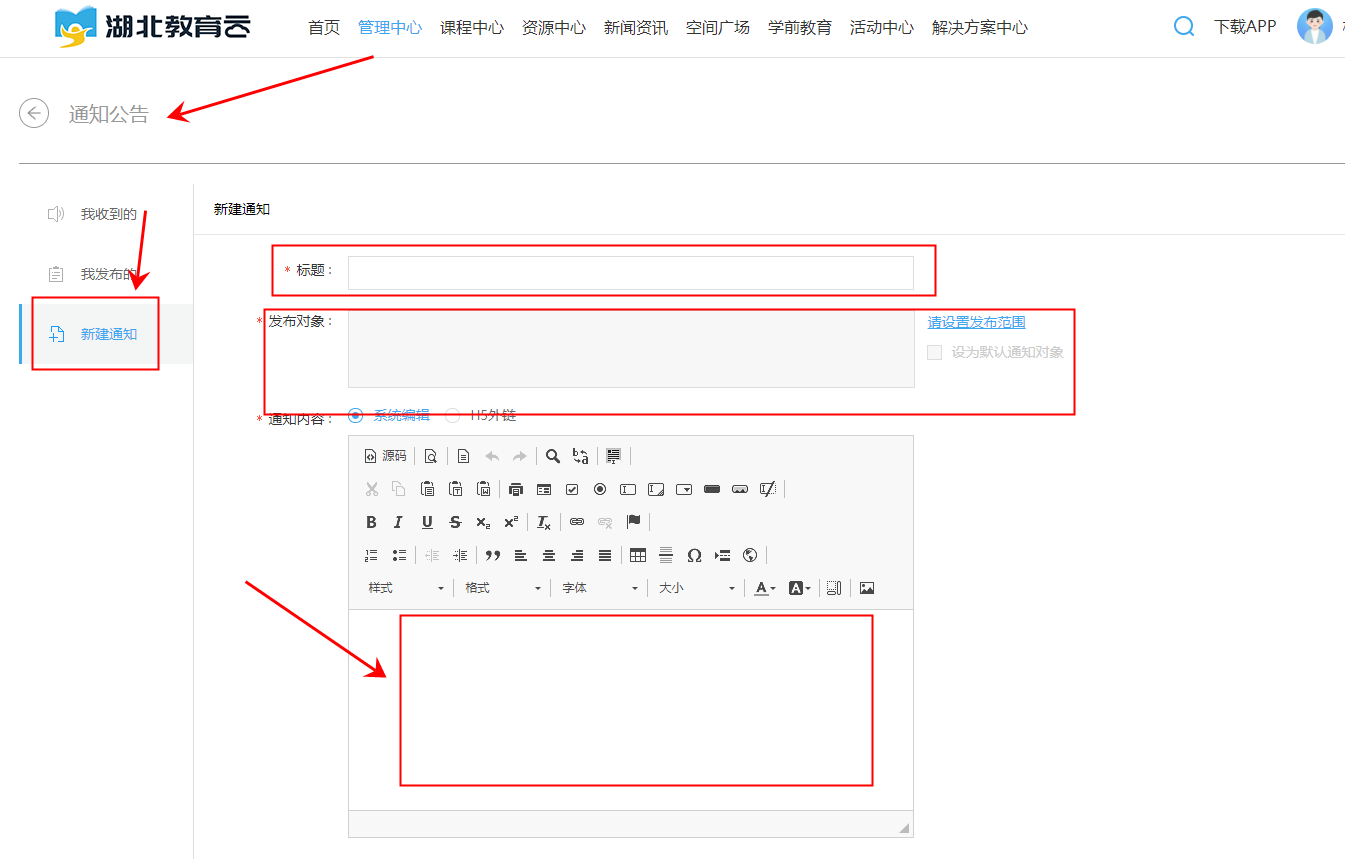 湖北教育云
首页 管理中心 课程中心 资源中心 新闻资讯 空间广场 学前教育 活动中心 解决方案中心 下载APP
通知公告
我收到的
我发布的
新建通知
新建通知
* 标题：
* 发布对象：
请设置发布范围
设为默认通知对象
* 通知内容： 系统编辑 H5外链
源码
样式 格式 字体 大小